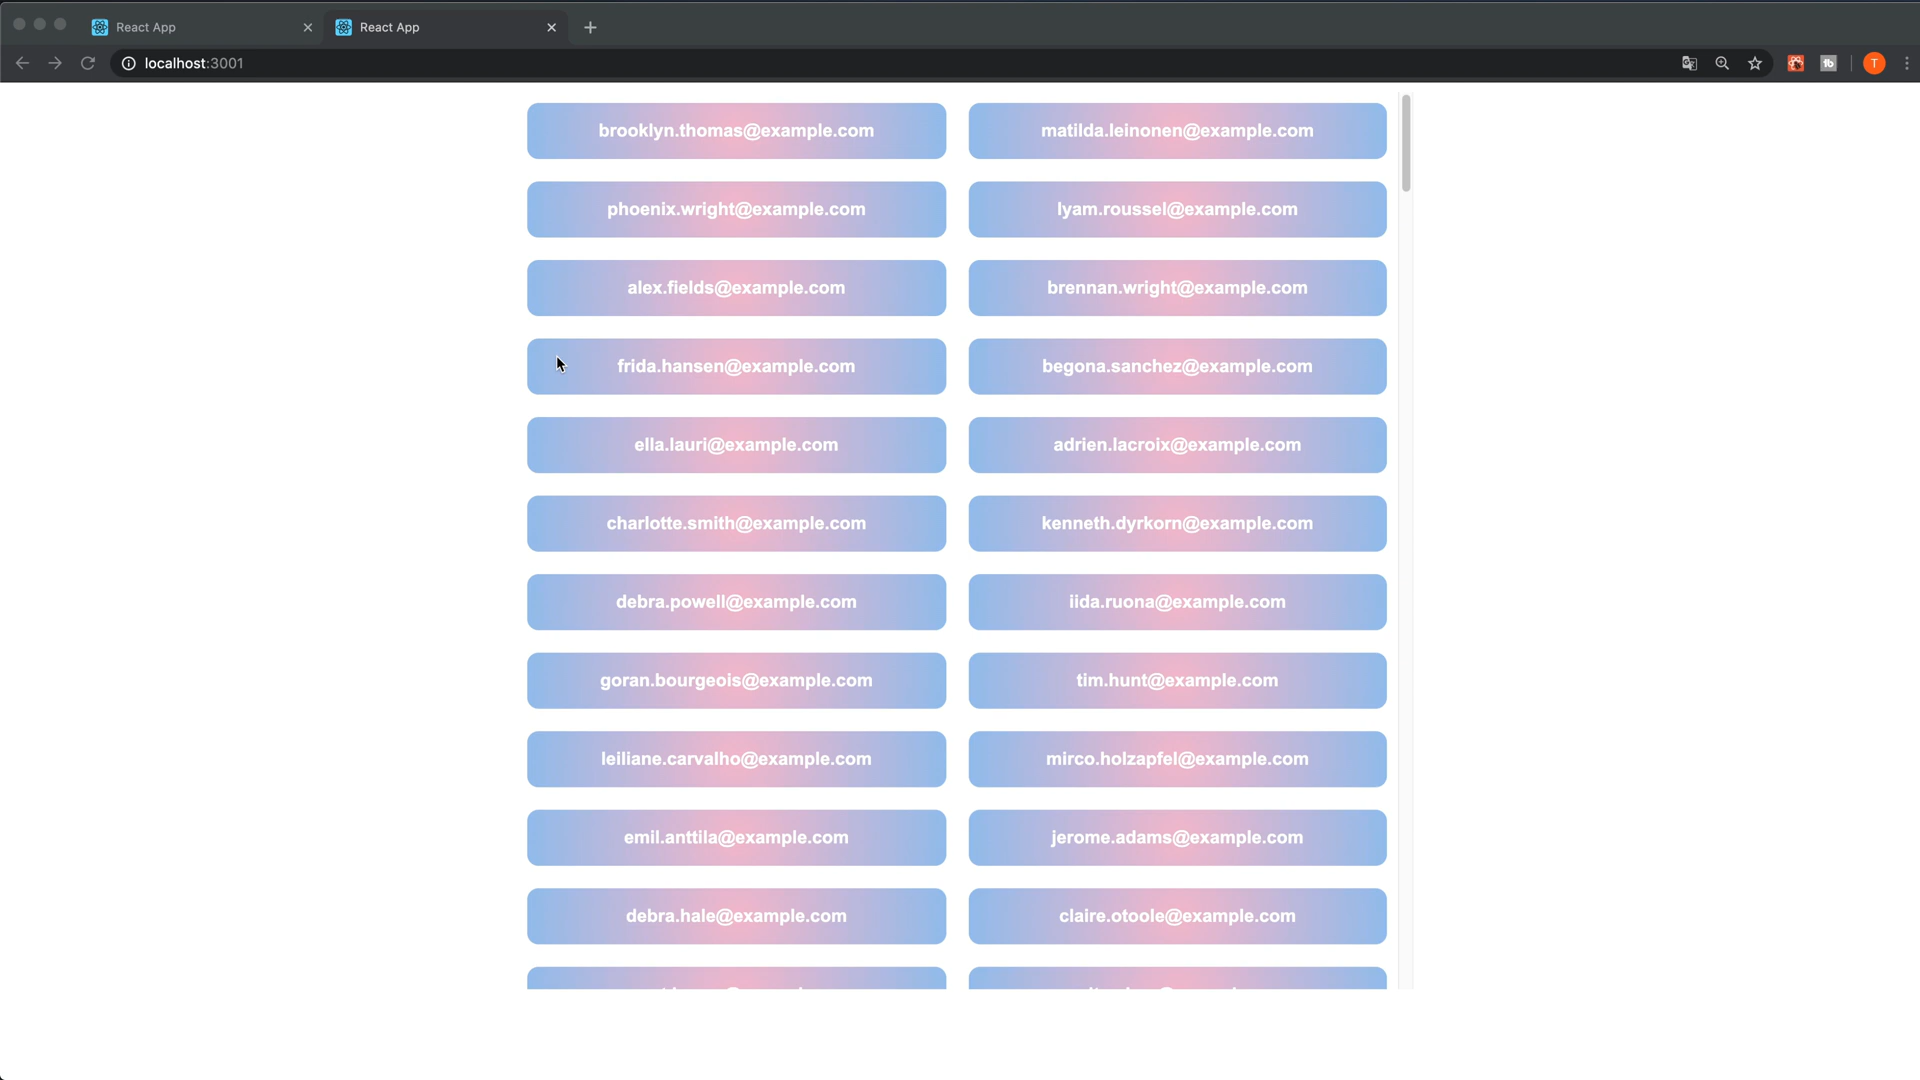 React App
React App
localhost:3001
T
brooklyn.thomas@example.com
matilda.leinonen@example.com
phoenix.wright@example.com
lyam.roussel@example.com
alex.fields@example.com
brennan.wright@example.com
frida.hansen@example.com
begona.sanchez@example.com
ella.lauri@example.com
adrien.lacroix@example.com
charlotte.smith@example.com
kenneth.dyrkorn@example.com
debra.powell@example.com
iida.ruona@example.com
goran.bourgeois@example.com
tim.hunt@example.com
leiliane.carvalho@example.com
mirco.holzapfel@example.com
emil.anttila@example.com
jerome.adams@example.com
debra.hale@example.com
claire.otoole@example.com